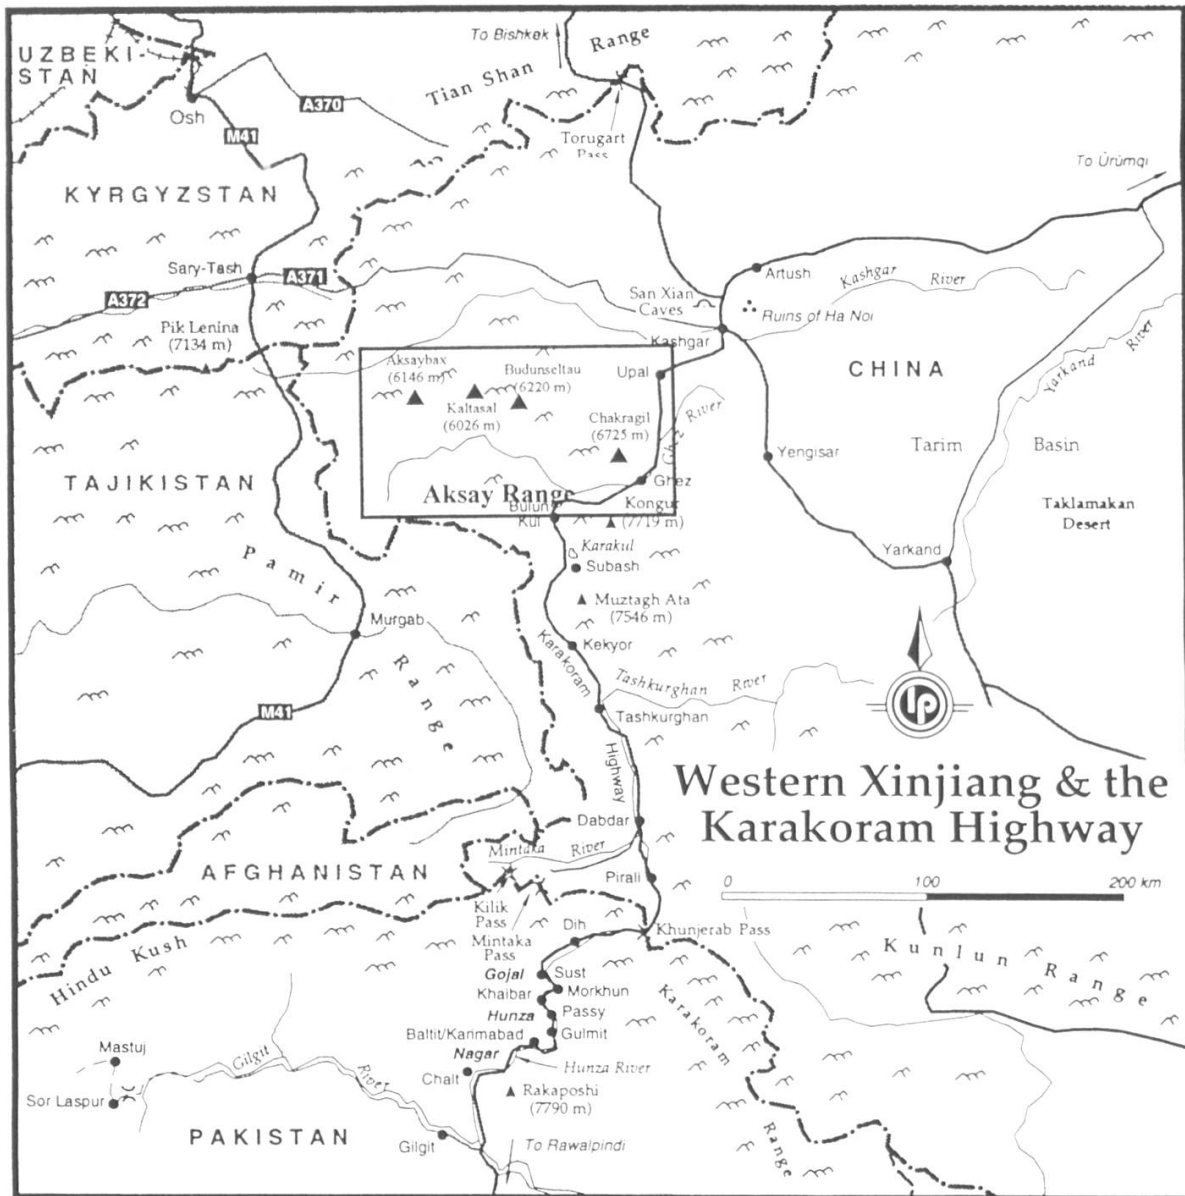 To Bishkek
Range
Tian Shan
UZBEKI-
STAN
Osh
A370
M41
Torugart
Pass
To Ürümqi
KYRGYZSTAN
Sary-Tash
A371
A372
Pik Lenina
(7134 m)
Artush
Kashgar River
San Xian
Caves
Ruins of Ha Noi
Kashgar
CHINA
Yarkand River
Aksaybax
(6146 m)
Budunseltau
(6220 m)
Kaltasal
(6026 m)
Upal
Chakragil
(6725 m)
Ghez River
Yengisar
Tarim Basin
TAJIKISTAN
Ghez
Aksay Range
Bulun
Kul
Kongur
(7719 m)
Taklamakan
Desert
Karakul
Subash
Yarkand
Pamir
Muztagh Ata
(7546 m)
Murgab
Kekyor
Karakoram
Range
Tashkurghan River
M41
Tashkurghan
lp
Highway
Western Xinjiang & the
Karakoram Highway
Dabdar
Mintaka River
AFGHANISTAN
Pirali
0 100 200 km
Kilik
Pass
Mintaka
Pass
Dih
Khunjerab Pass
Hindu Kush
Kunlun Range
Gojal
Sust
Khaibar
Morkhun
Hunza
Passy
Karakoram
Baltit/Karimabad
Gulmit
Mastuj
Gilgit
Nagar
Hunza River
River
Chalt
Sor Laspur
Rakaposhi
(7790 m)
PAKISTAN
Gilgit
To Rawalpindi
Range